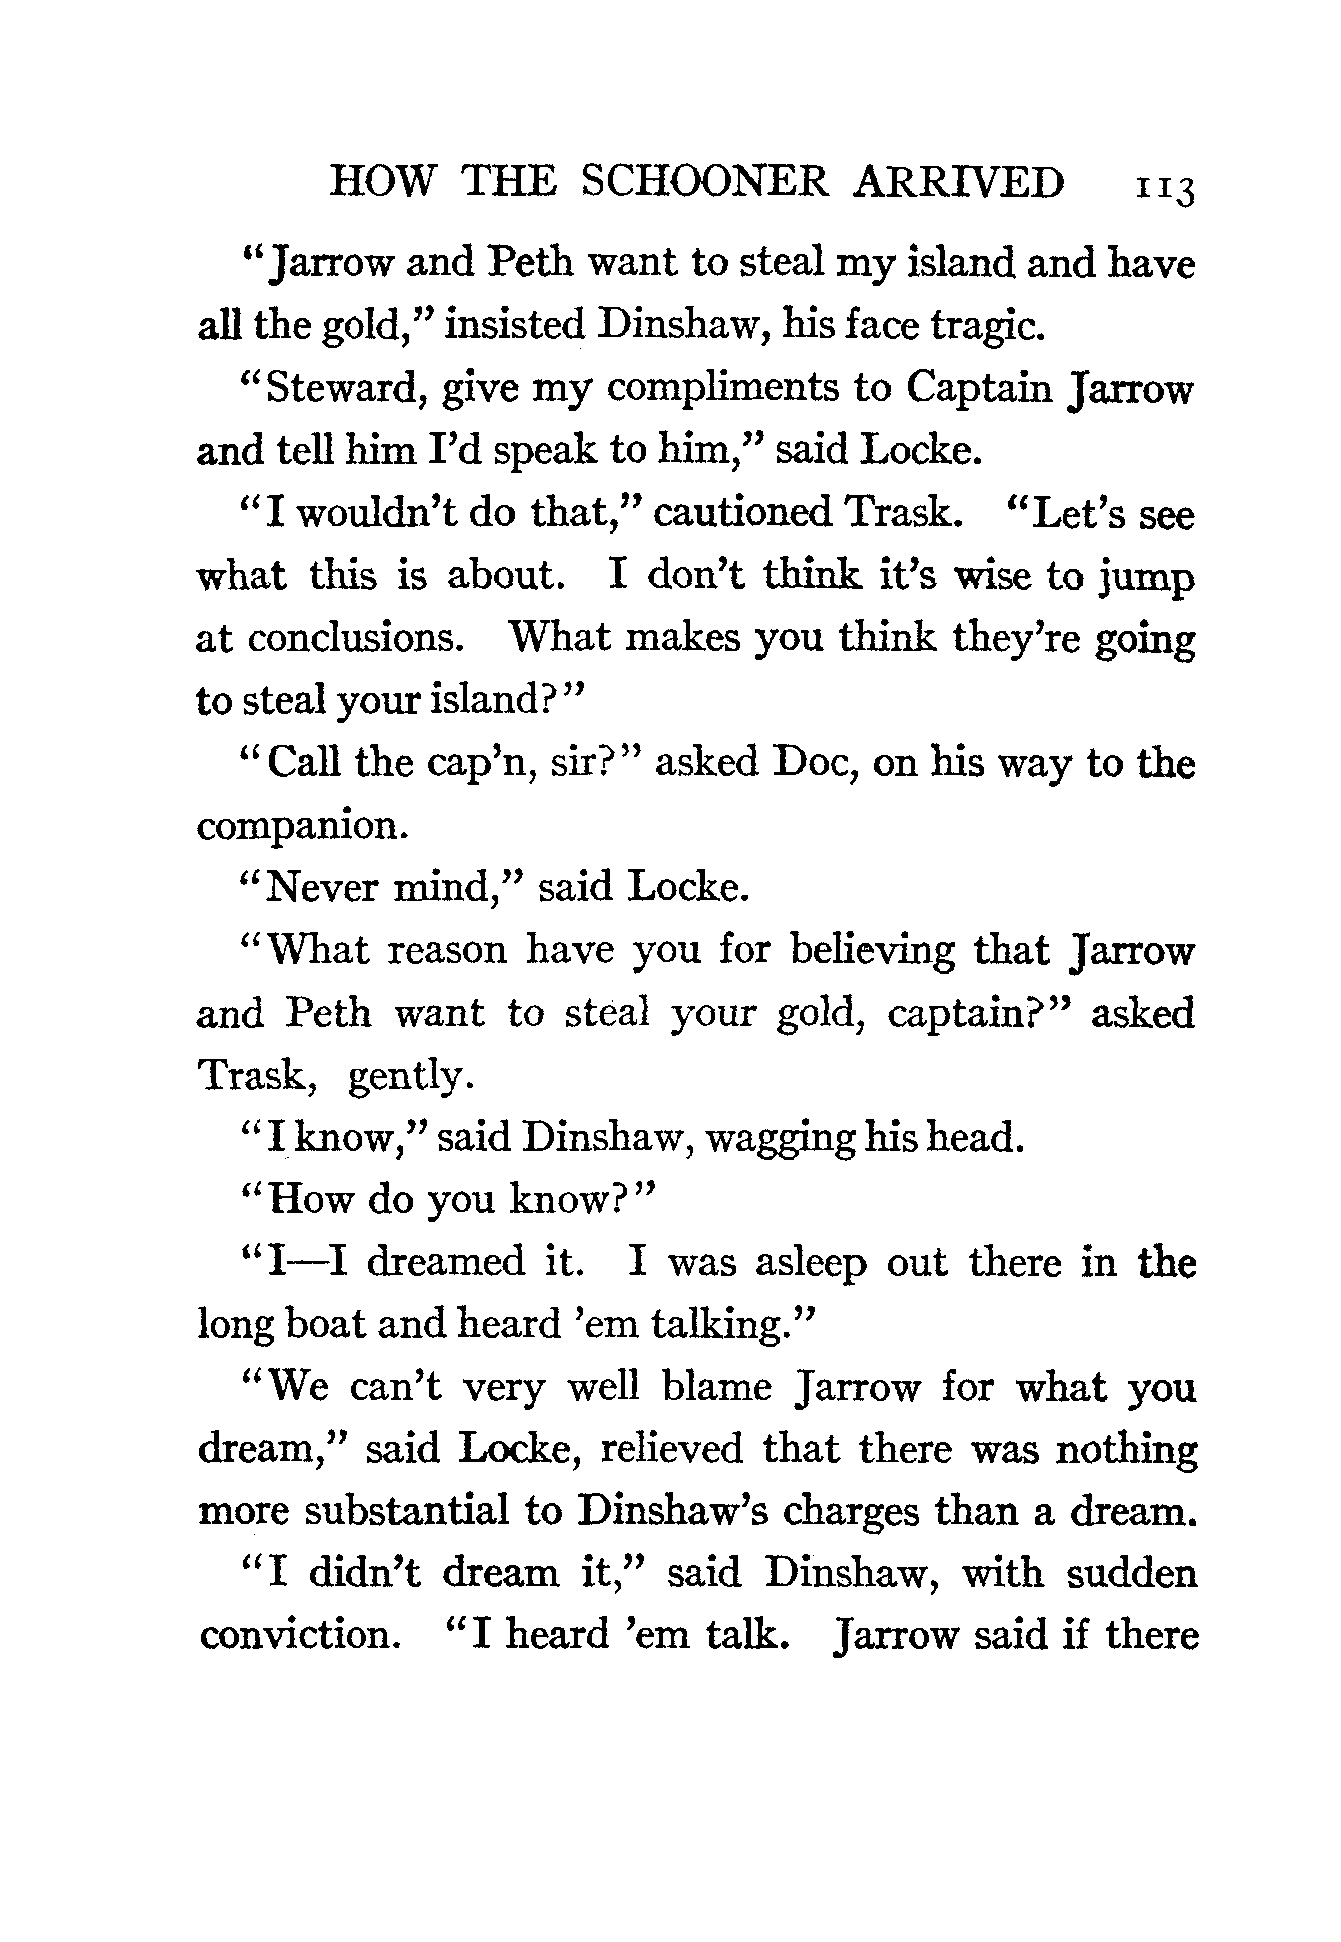 HOW THE SCHOONER ARRIVED 113
"Jarrow and Peth want to steal my island and have
all the gold," insisted Dinshaw, his face tragic.
"Steward, give my compliments to Captain Jarrow
and tell him I'd speak to him," said Locke.
"I wouldn't do that," cautioned Trask. "Let's see
what this is about. I don't think it's wise to jump
at conclusions. What makes you think they're going
to steal your island?"
"Call the cap'n, sir?" asked Doc, on his way to the
companion.
"Never mind," said Locke.
"What reason have you for believing that Jarrow
and Peth want to steal your gold, captain?" asked
Trask, gently.
"I know," said Dinshaw, wagging his head.
"How do you know?"
"I—I dreamed it. I was asleep out there in the
long boat and heard 'em talking."
"We can't very well blame Jarrow for what you
dream," said Locke, relieved that there was nothing
more substantial to Dinshaw's charges than a dream.
"I didn't dream it," said Dinshaw, with sudden
conviction. "I heard 'em talk. Jarrow said if there